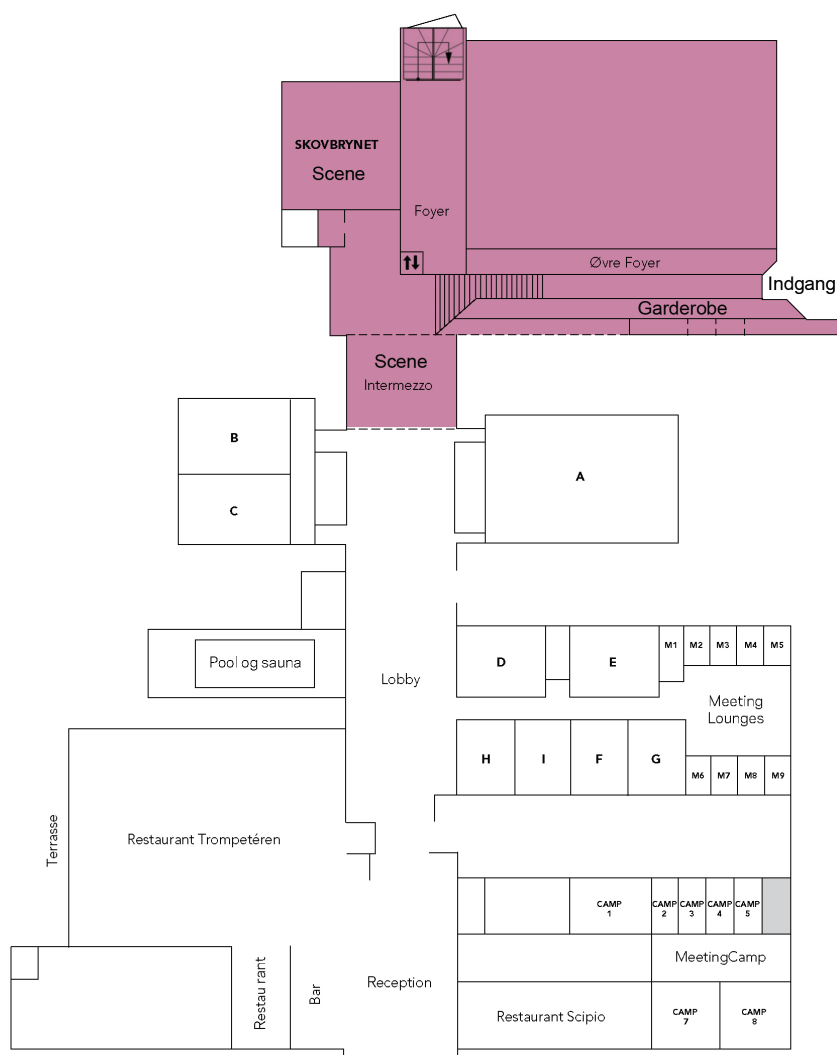 SKOVBRYNET
Scene
Foyer
Øvre Foyer
Indgang
Garderobe
Scene
Intermezzo
B
C
A
Pool og sauna
Lobby
D
E
M1
M2
M3
M4
M5
Meeting
Lounges
H
I
F
G
M6
M7
M8
M9
Terrasse
Restaurant Trompetéren
CAMP
1
CAMP
2
CAMP
3
CAMP
4
CAMP
5
MeetingCamp
Restau rant
Bar
Reception
Restaurant Scipio
CAMP
7
CAMP
8